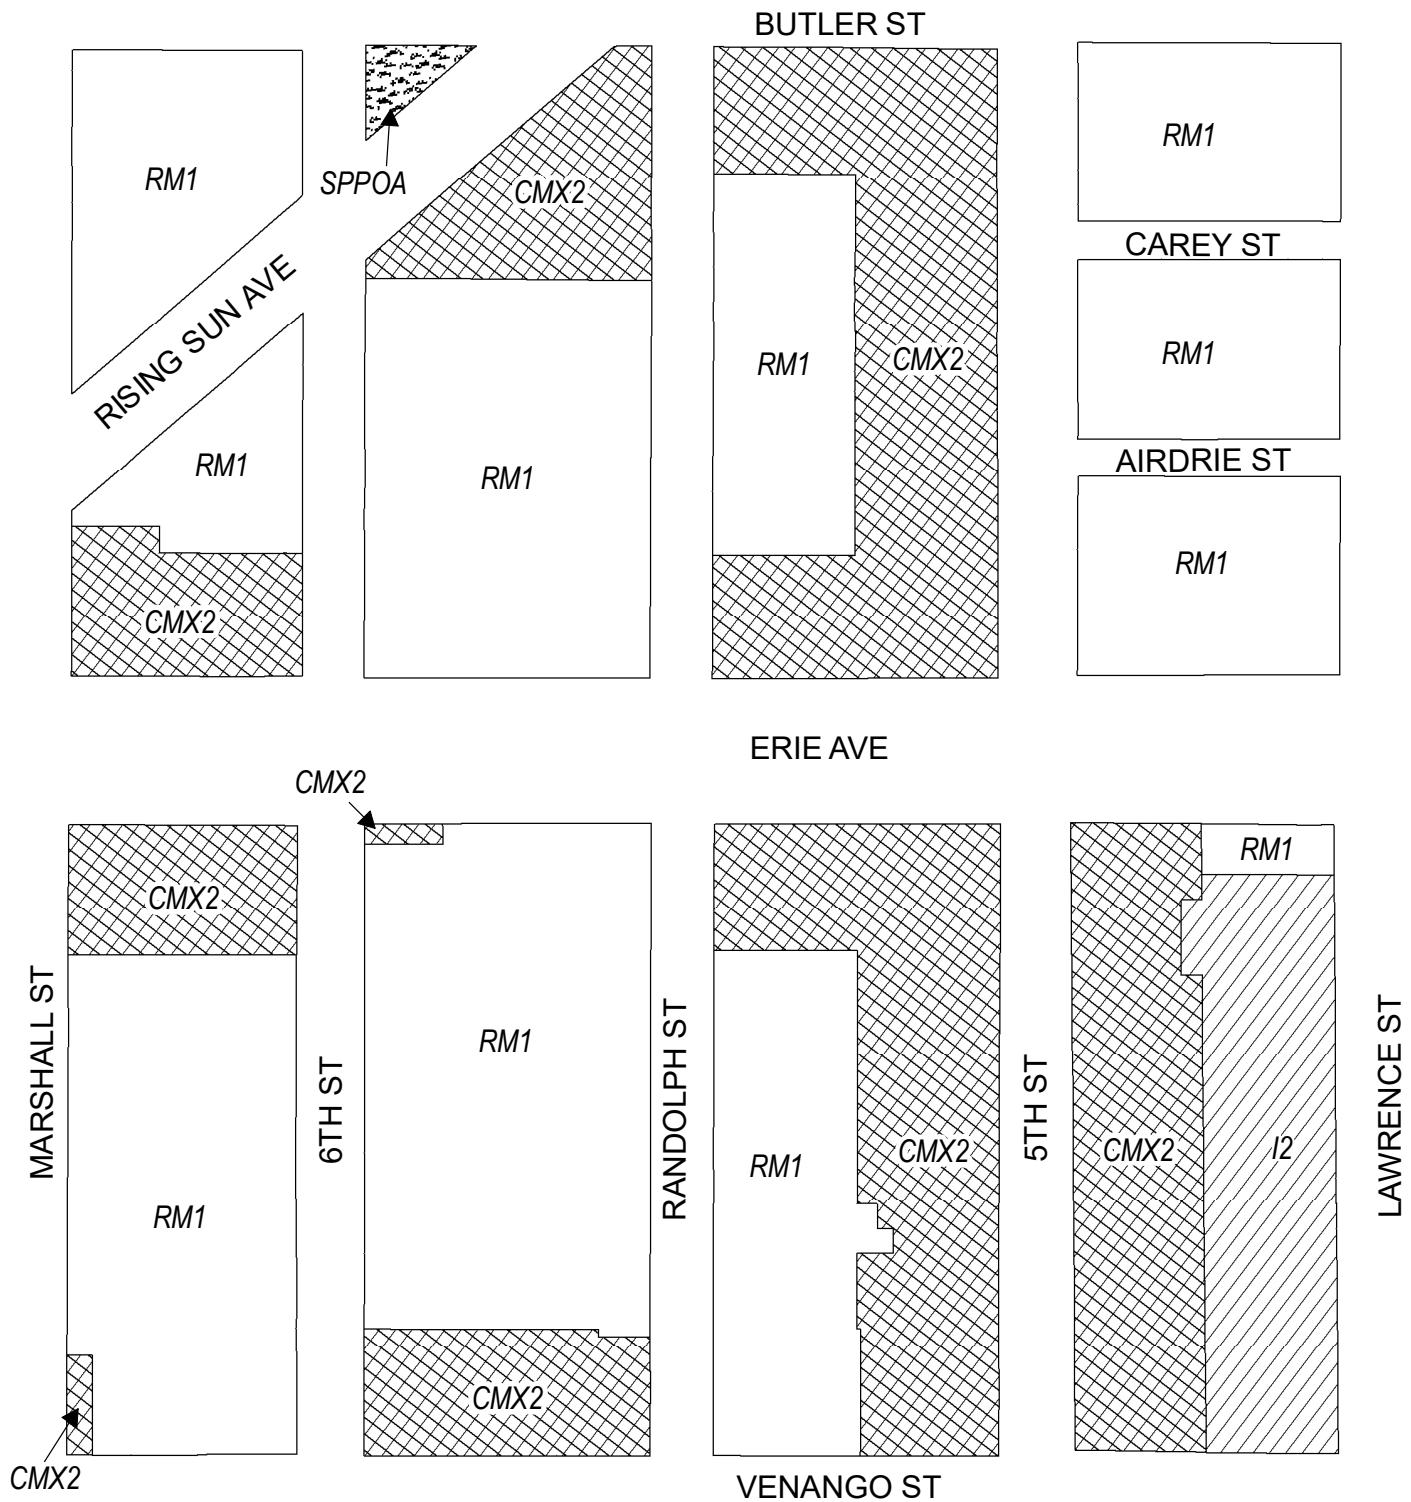 BUTLER ST
RM1
SPPOA
CMX2
RM1
CAREY ST
RISING SUN AVE
RM1
CMX2
RM1
RM1
RM1
AIRDRIE ST
RM1
CMX2
ERIE AVE
CMX2
RM1
CMX2
MARSHALL ST
6TH ST
RM1
RANDOLPH ST
5TH ST
LAWRENCE ST
RM1
RM1
CMX2
CMX2
I2
CMX2
CMX2
VENANGO ST